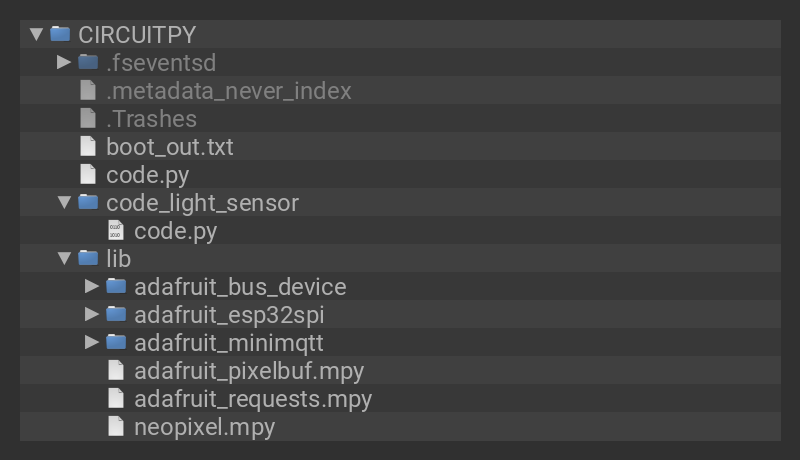 CIRCUITPY
.fseventsd
.metadata_never_index
.Trashes
boot_out.txt
code.py
code_light_sensor
code.py
lib
adafruit_bus_device
adafruit_esp32spi
adafruit_minimqtt
adafruit_pixelbuf.mpy
adafruit_requests.mpy
neopixel.mpy